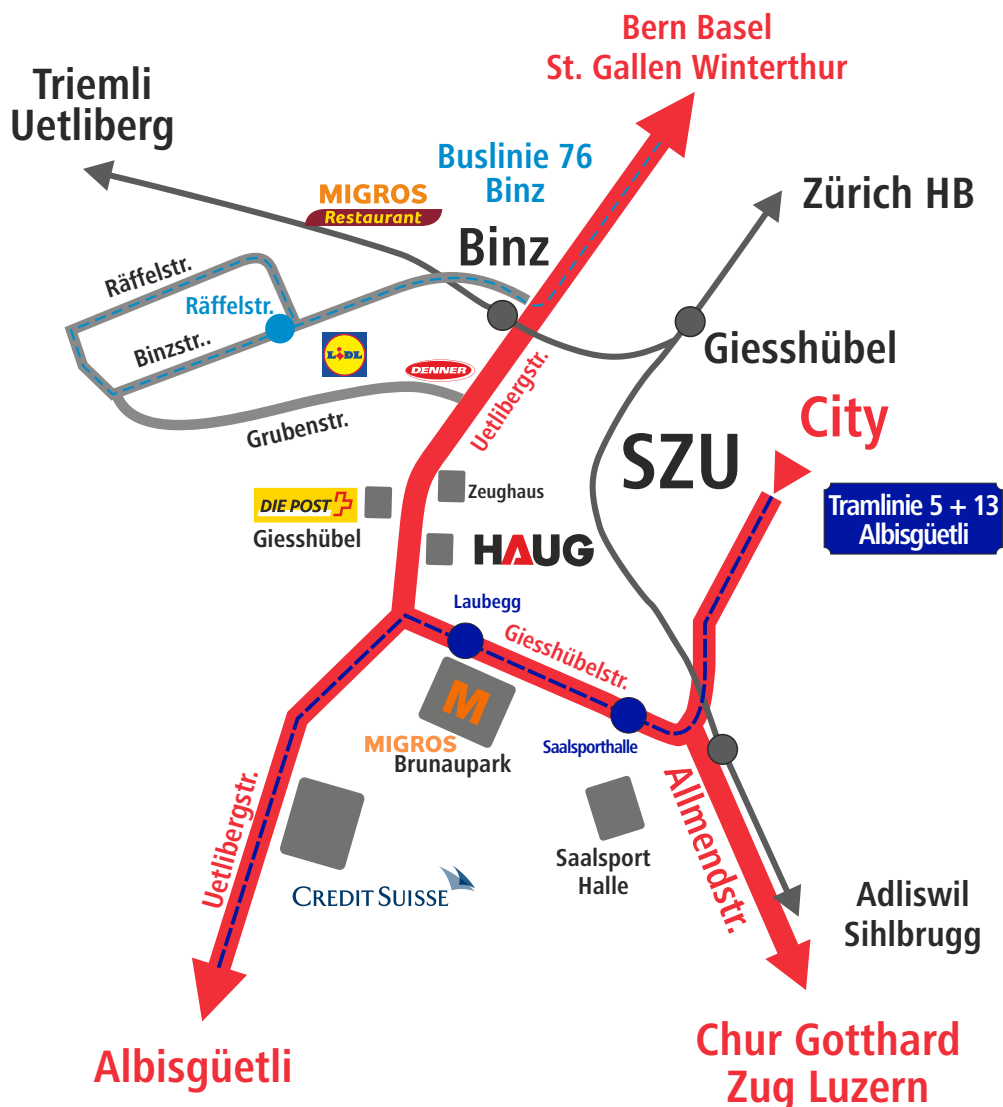 Bern Basel
St. Gallen Winterthur
Triemli
Uetliberg
Buslinie 76
Binz
MIGROS
Restaurant
Zürich HB
Binz
Räffelstr.
Räffelstr.
Binzstr..
LiDL
DENNER
Giesshübel
Uetlibergstr.
City
Grubenstr.
SZU
Zeughaus
DIE POST
Giesshübel
Tramlinie 5 + 13
Albisgüetli
HAUG
Laubegg
Giesshübelstr.
M
MIGROS
Brunaupark
Saalsporthalle
Uetlibergstr.
Allmendstr.
Saalsport
Halle
CREDIT SUISSE
Adliswil
Sihlbrugg
Albisgüetli
Chur Gotthard
Zug Luzern